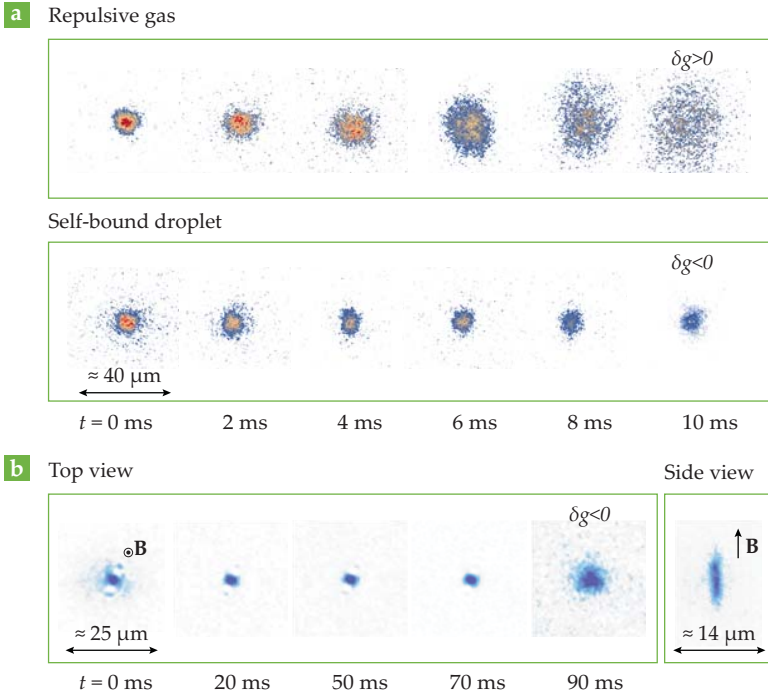 a Repulsive gas
δg>0
Self-bound droplet
δg<0
≈ 40 μm
t = 0 ms 2 ms 4 ms 6 ms 8 ms 10 ms
b Top view Side view
δg<0
B B
≈ 25 μm ≈ 14 μm
t = 0 ms 20 ms 50 ms 70 ms 90 ms